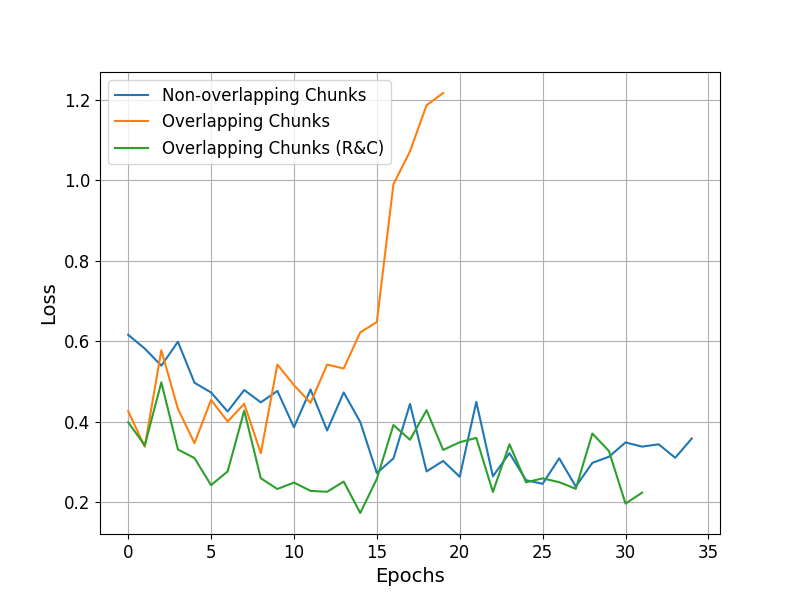 Non-overlapping Chunks
Overlapping Chunks
Overlapping Chunks (R&C)
1.2
1.0
0.8
0.6
0.4
0.2
Loss
0 5 10 15 20 25 30 35
Epochs